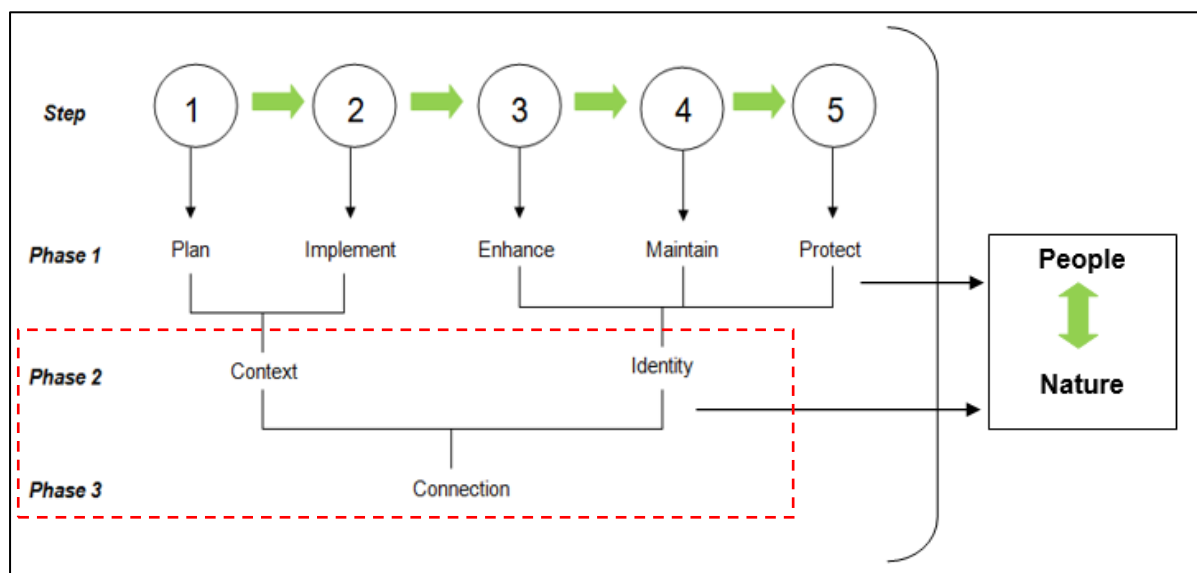 Step 1 2 3 4 5
Phase 1 Plan Implement Enhance Maintain Protect
People
Nature
Phase 2 Context Identity
Phase 3 Connection